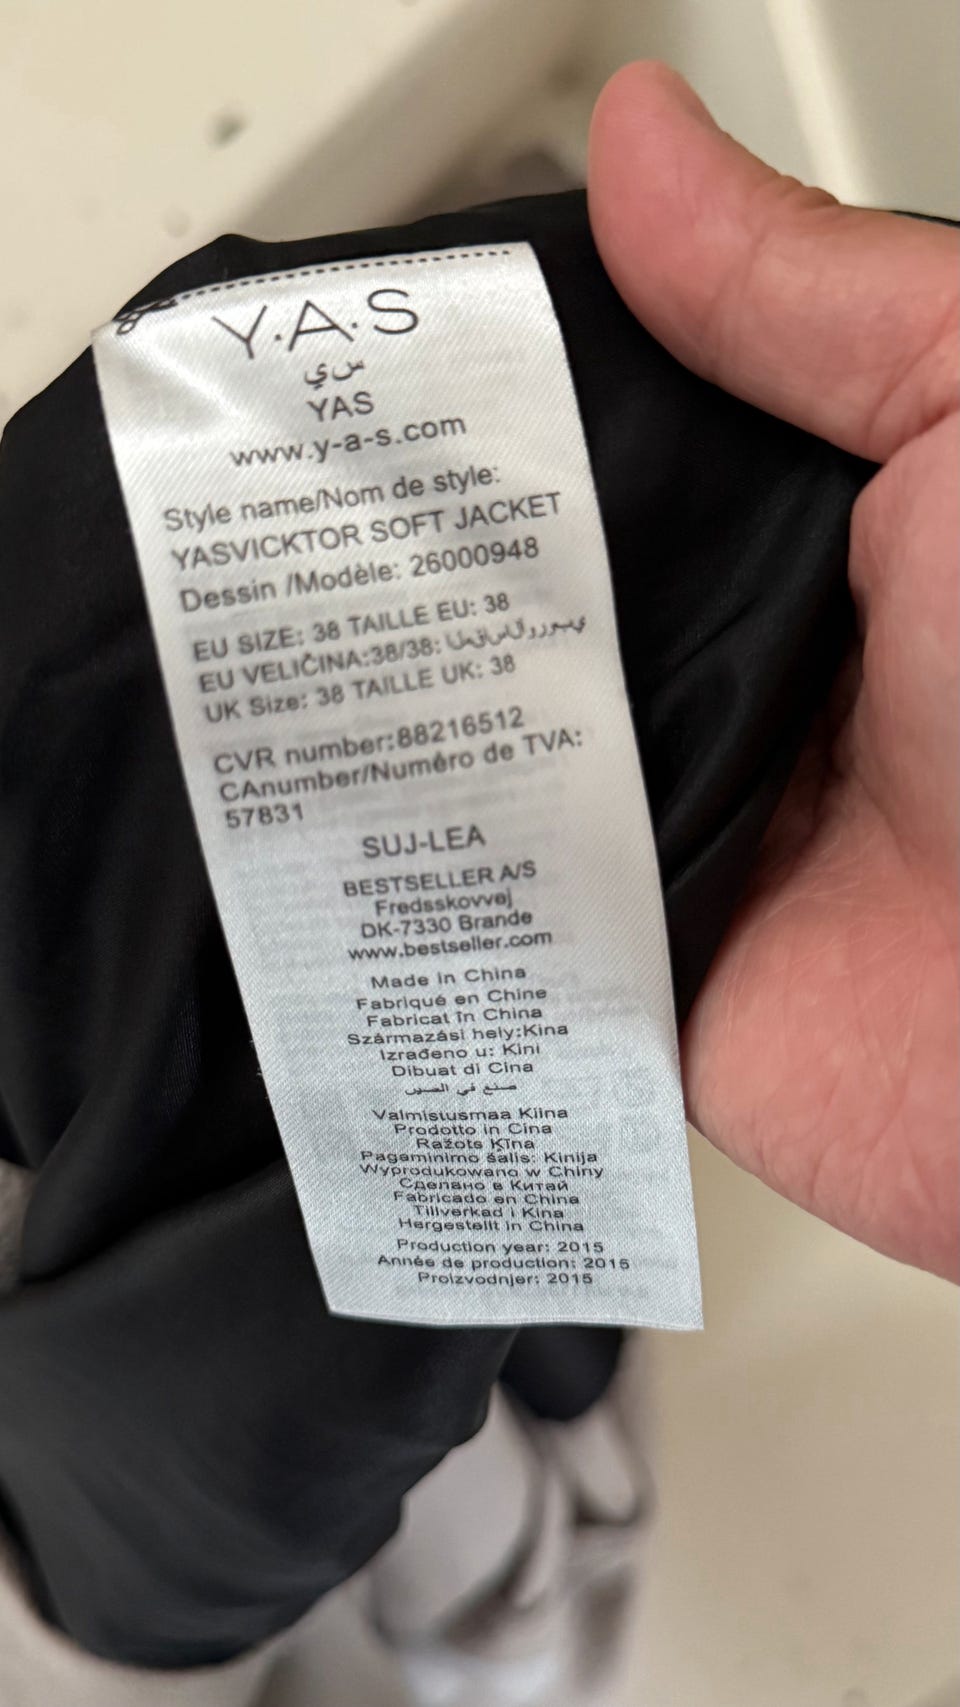 Y.A.S
سي
YAS
www.y-a-s.com
Style name/Nom de style:
YASVICKTOR SOFT JACKET
Dessin /Modèle: 26000948
EU SIZE: 38 TAILLE EU: 38
EU VELIČINA:38/38:
UK Size: 38 TAILLE UK: 38
CVR number:88216512
CAnumber/Numéro de TVA:
57831
SUJ-LEA
BESTSELLER A/S
Fredsskovvej
DK-7330 Brande
www.bestseller.com
Made in China
Fabriqué en Chine
Fabricat în China
Származási hely:Kina
Izrađeno u: Kini
Dibuat di Cina
صنع في الصين
Valmistusmaa Kiina
Prodotto in Cina
Ražots Ķīna
Pagaminimo šalis: Kinija
Wyprodukowano w Chiny
Сделано в Китай
Fabricado en China
Tillverkad i Kina
Hergestellt in China
Production year: 2015
Année de production: 2015
Proizvodnjer: 2015